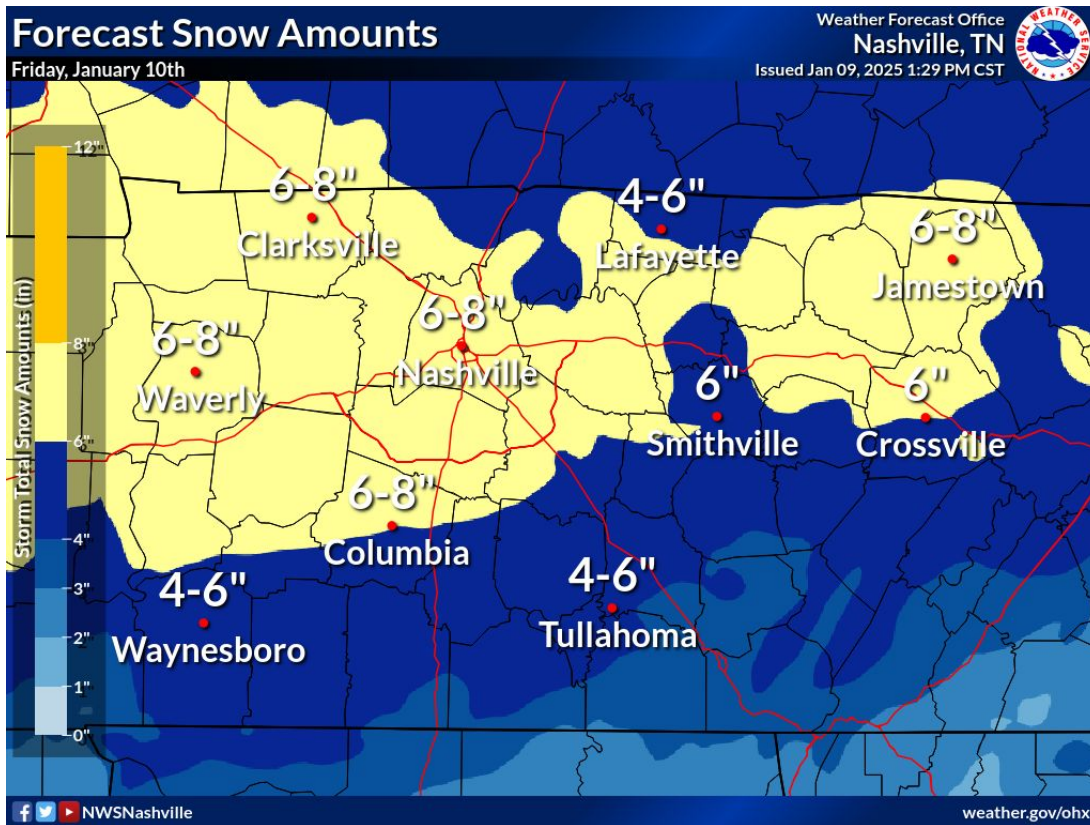 Forecast Snow Amounts
Friday, January 10th
Weather Forecast Office
Nashville, TN
Issued Jan 09, 2025 1:29 PM CST
NATIONAL WEATHER SERVICE
Storm Total Snow Amounts (in)
12"
8"
6"
4"
3"
2"
1"
0"
6-8"
Clarksville
4-6"
Lafayette
6-8"
Jamestown
6-8"
Nashville
6-8"
Waverly
6"
Smithville
6"
Crossville
6-8"
Columbia
4-6"
Waynesboro
4-6"
Tullahoma
NWSNashville
weather.gov/ohx